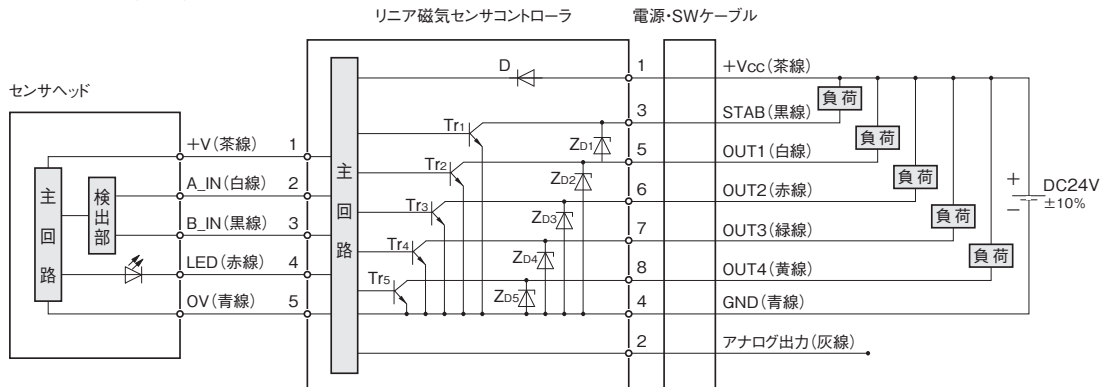 リニア磁気センサコントローラ
電源・SWケーブル
センサヘッド
主回路
検出部
+V(茶線) 1
A_IN(白線) 2
B_IN(黒線) 3
LED(赤線) 4
0V(青線) 5
主回路
D
Tr1
Tr2
Tr3
Tr4
Tr5
ZD1
ZD2
ZD3
ZD4
ZD5
1 +Vcc(茶線)
3 STAB(黒線)
5 OUT1(白線)
6 OUT2(赤線)
7 OUT3(緑線)
8 OUT4(黄線)
4 GND(青線)
2 アナログ出力(灰線)
負荷
負荷
負荷
負荷
負荷
+
−
DC24V
±10%